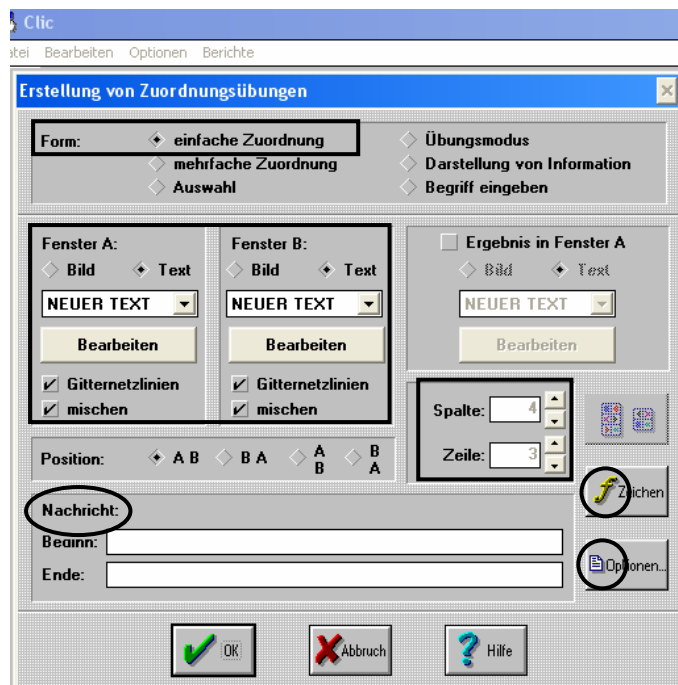 Clic
atei Bearbeiten Optionen Berichte
Erstellung von Zuordnungsübungen
Form: einfache Zuordnung Übungsmodus
mehrfache Zuordnung Darstellung von Information
Auswahl Begriff eingeben
Fenster A: Fenster B: Ergebnis in Fenster A
Bild Text Bild Text Bild Text
NEUER TEXT NEUER TEXT NEUER TEXT
Bearbeiten Bearbeiten Bearbeiten
Gitternetzlinien Gitternetzlinien
mischen mischen
Spalte: 4
Zeile: 3
Position: A B B A A B B A
Zeichen
Nachricht:
Beginn:
Ende:
Optionen...
OK Abbruch Hilfe